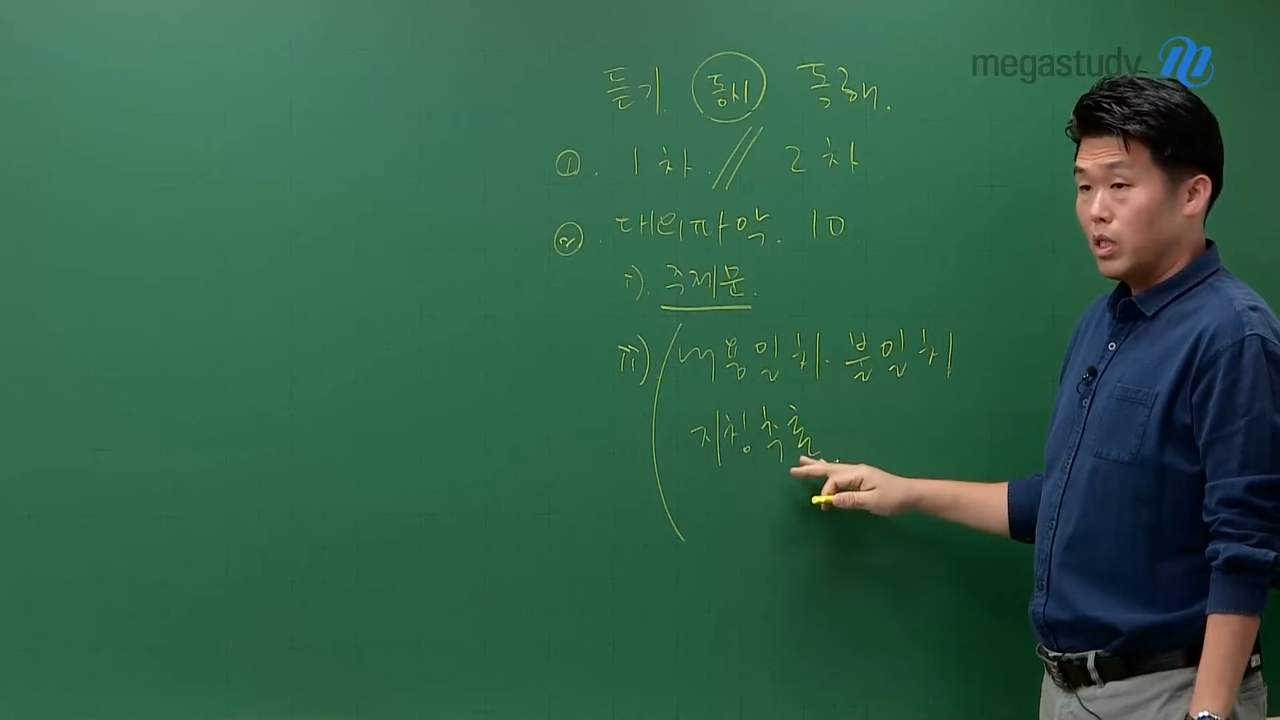 megastudy
듣기 동시 독해.
①. 1차. // 2차
②. 대의파악. 10
i). 주제문.
ii) 내용일치·불일치
지칭추론.